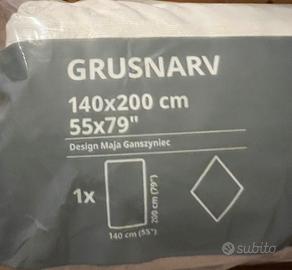 GRUSNARV
140x200 cm
55x79"
Design Maja Ganszyniec
1x
200 cm (79")
140 cm (55")
subito